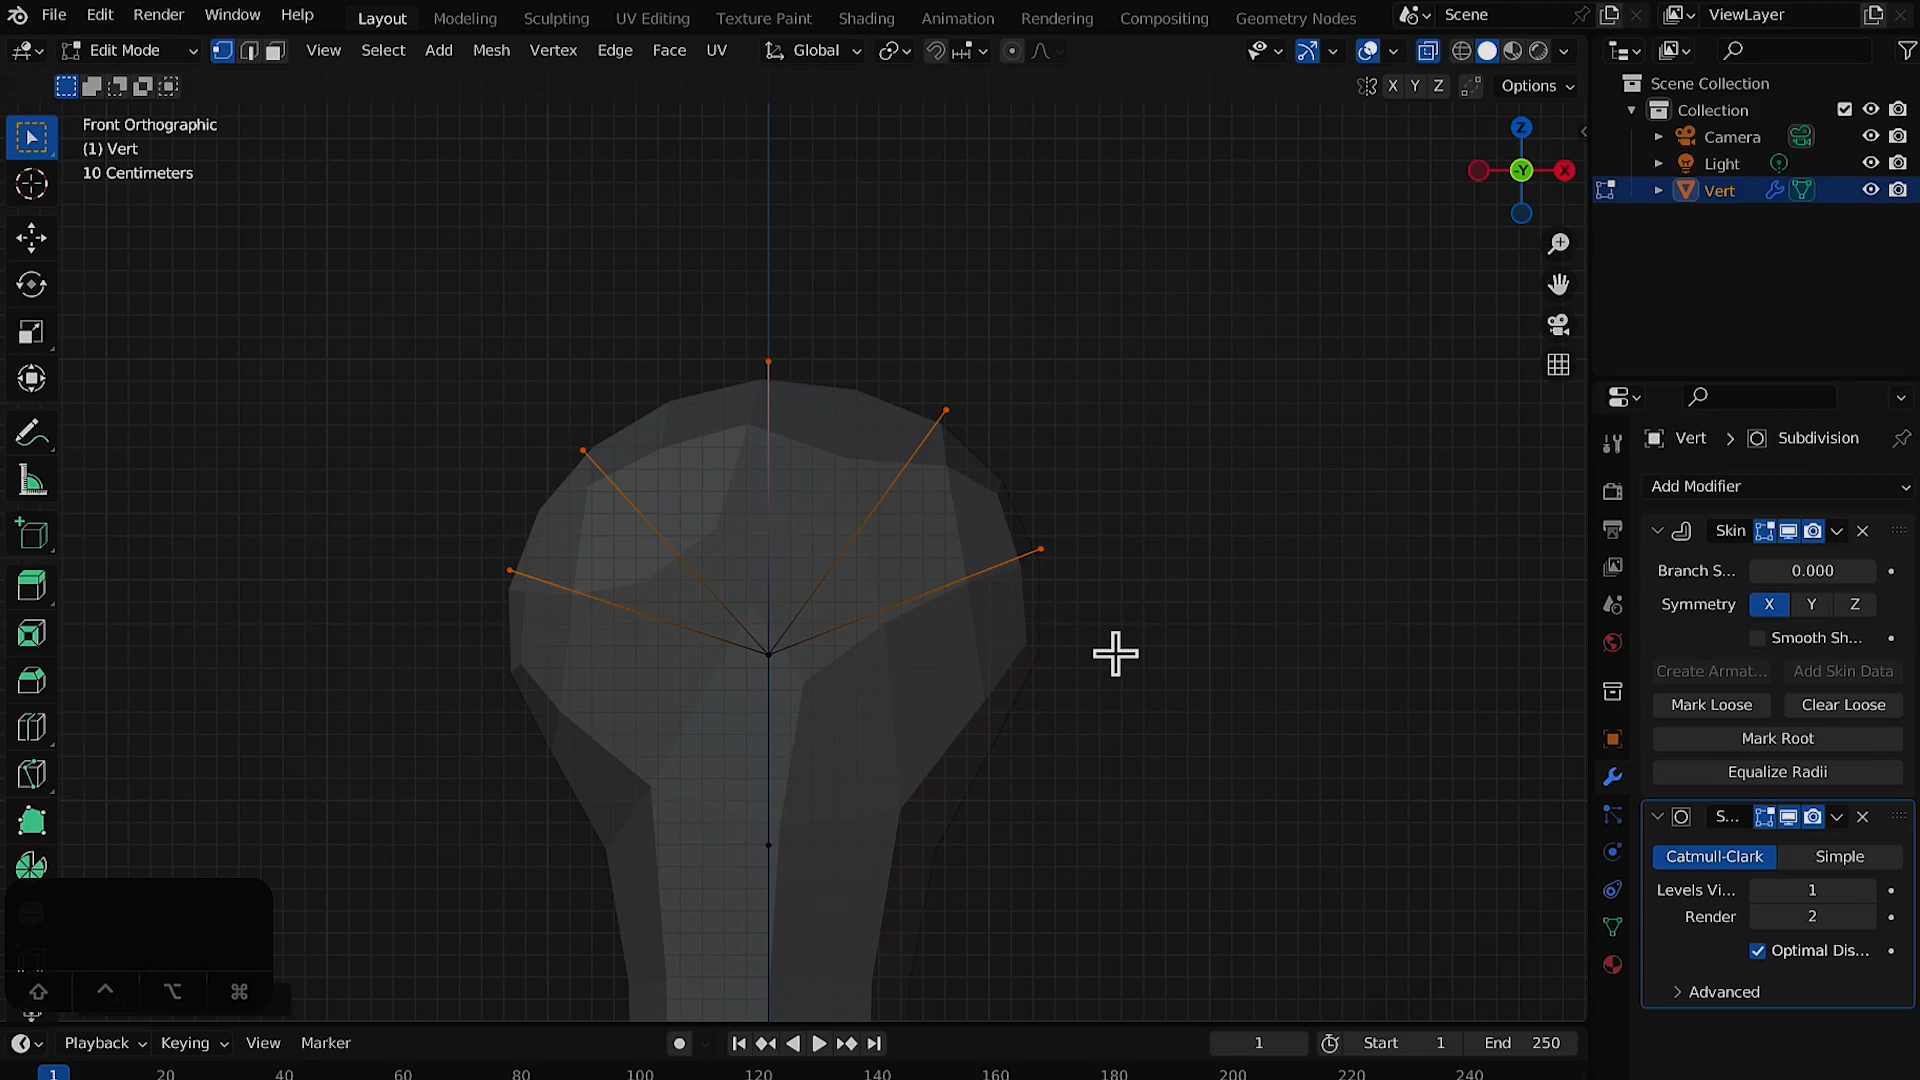 File Edit Render Window Help Layout Modeling Sculpting UV Editing Texture Paint Shading Animation Rendering Compositing Geometry Nodes Scene ViewLayer
Edit Mode View Select Add Mesh Vertex Edge Face UV Global
X Y Z Options
Front Orthographic
(1) Vert
10 Centimeters
Z
-Y
X
Scene Collection
Collection
Camera
Light
Vert
Vert > Subdivision
Add Modifier
Skin
Branch S... 0.000
Symmetry X Y Z
Smooth Sh...
Create Armat... Add Skin Data
Mark Loose Clear Loose
Mark Root
Equalize Radii
S...
Catmull-Clark Simple
Levels Vi... 1
Render 2
Optimal Dis...
Advanced
Playback Keying View Marker 1 Start 1 End 250
1 20 40 60 80 100 120 140 160 180 200 220 240